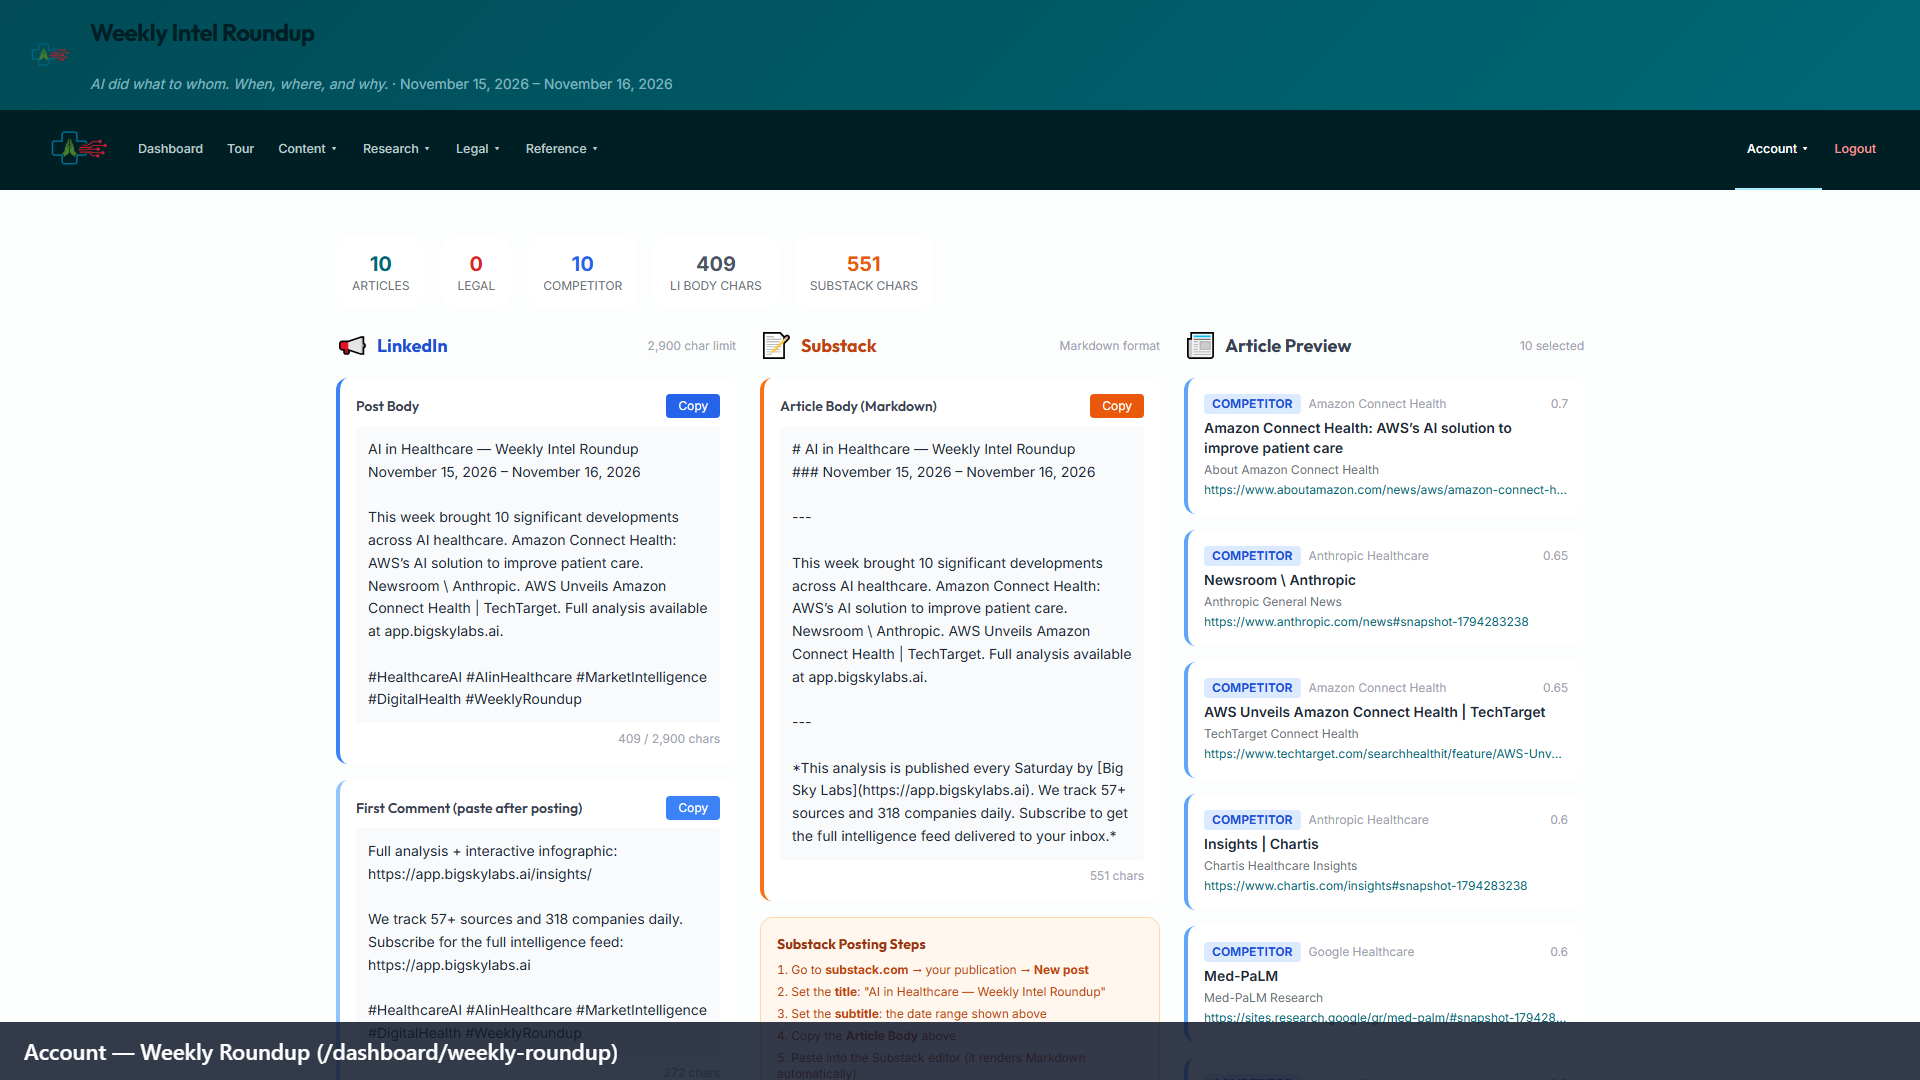 Weekly Intel Roundup
AI did what to whom. When, where, and why. · November 15, 2026 – November 16, 2026
Dashboard
Tour
Content
Research
Legal
Reference
Account
Logout
10
ARTICLES
0
LEGAL
10
COMPETITOR
409
LI BODY CHARS
551
SUBSTACK CHARS
LinkedIn
2,900 char limit
Post Body
Copy
AI in Healthcare — Weekly Intel Roundup
November 15, 2026 – November 16, 2026
This week brought 10 significant developments
across AI healthcare. Amazon Connect Health:
AWS’s AI solution to improve patient care.
Newsroom \ Anthropic. AWS Unveils Amazon
Connect Health | TechTarget. Full analysis available
at app.bigskylabs.ai.
#HealthcareAI #AIinHealthcare #MarketIntelligence
#DigitalHealth #WeeklyRoundup
409 / 2,900 chars
First Comment (paste after posting)
Copy
Full analysis + interactive infographic:
https://app.bigskylabs.ai/insights/
We track 57+ sources and 318 companies daily.
Subscribe for the full intelligence feed:
https://app.bigskylabs.ai
#HealthcareAI #AIinHealthcare #MarketIntelligence
#DigitalHealth #WeeklyRoundup
272 chars
Substack
Markdown format
Article Body (Markdown)
Copy
# AI in Healthcare — Weekly Intel Roundup
### November 15, 2026 – November 16, 2026
---
This week brought 10 significant developments
across AI healthcare. Amazon Connect Health:
AWS’s AI solution to improve patient care.
Newsroom \ Anthropic. AWS Unveils Amazon
Connect Health | TechTarget. Full analysis available
at app.bigskylabs.ai.
---
*This analysis is published every Saturday by [Big
Sky Labs](https://app.bigskylabs.ai). We track 57+
sources and 318 companies daily. Subscribe to get
the full intelligence feed delivered to your inbox.*
551 chars
Substack Posting Steps
1. Go to substack.com → your publication → New post
2. Set the title: "AI in Healthcare — Weekly Intel Roundup"
3. Set the subtitle: the date range shown above
4. Copy the Article Body above
5. Paste into the Substack editor (it renders Markdown
automatically)
Article Preview
10 selected
COMPETITOR Amazon Connect Health 0.7
Amazon Connect Health: AWS’s AI solution to
improve patient care
About Amazon Connect Health
https://www.aboutamazon.com/news/aws/amazon-connect-h...
COMPETITOR Anthropic Healthcare 0.65
Newsroom \ Anthropic
Anthropic General News
https://www.anthropic.com/news#snapshot-1794283238
COMPETITOR Amazon Connect Health 0.65
AWS Unveils Amazon Connect Health | TechTarget
TechTarget Connect Health
https://www.techtarget.com/searchhealthit/feature/AWS-Unv...
COMPETITOR Anthropic Healthcare 0.6
Insights | Chartis
Chartis Healthcare Insights
https://www.chartis.com/insights#snapshot-1794283238
COMPETITOR Google Healthcare 0.6
Med-PaLM
Med-PaLM Research
https://sites.research.google/gr/med-palm/#snapshot-179428...
Account — Weekly Roundup (/dashboard/weekly-roundup)